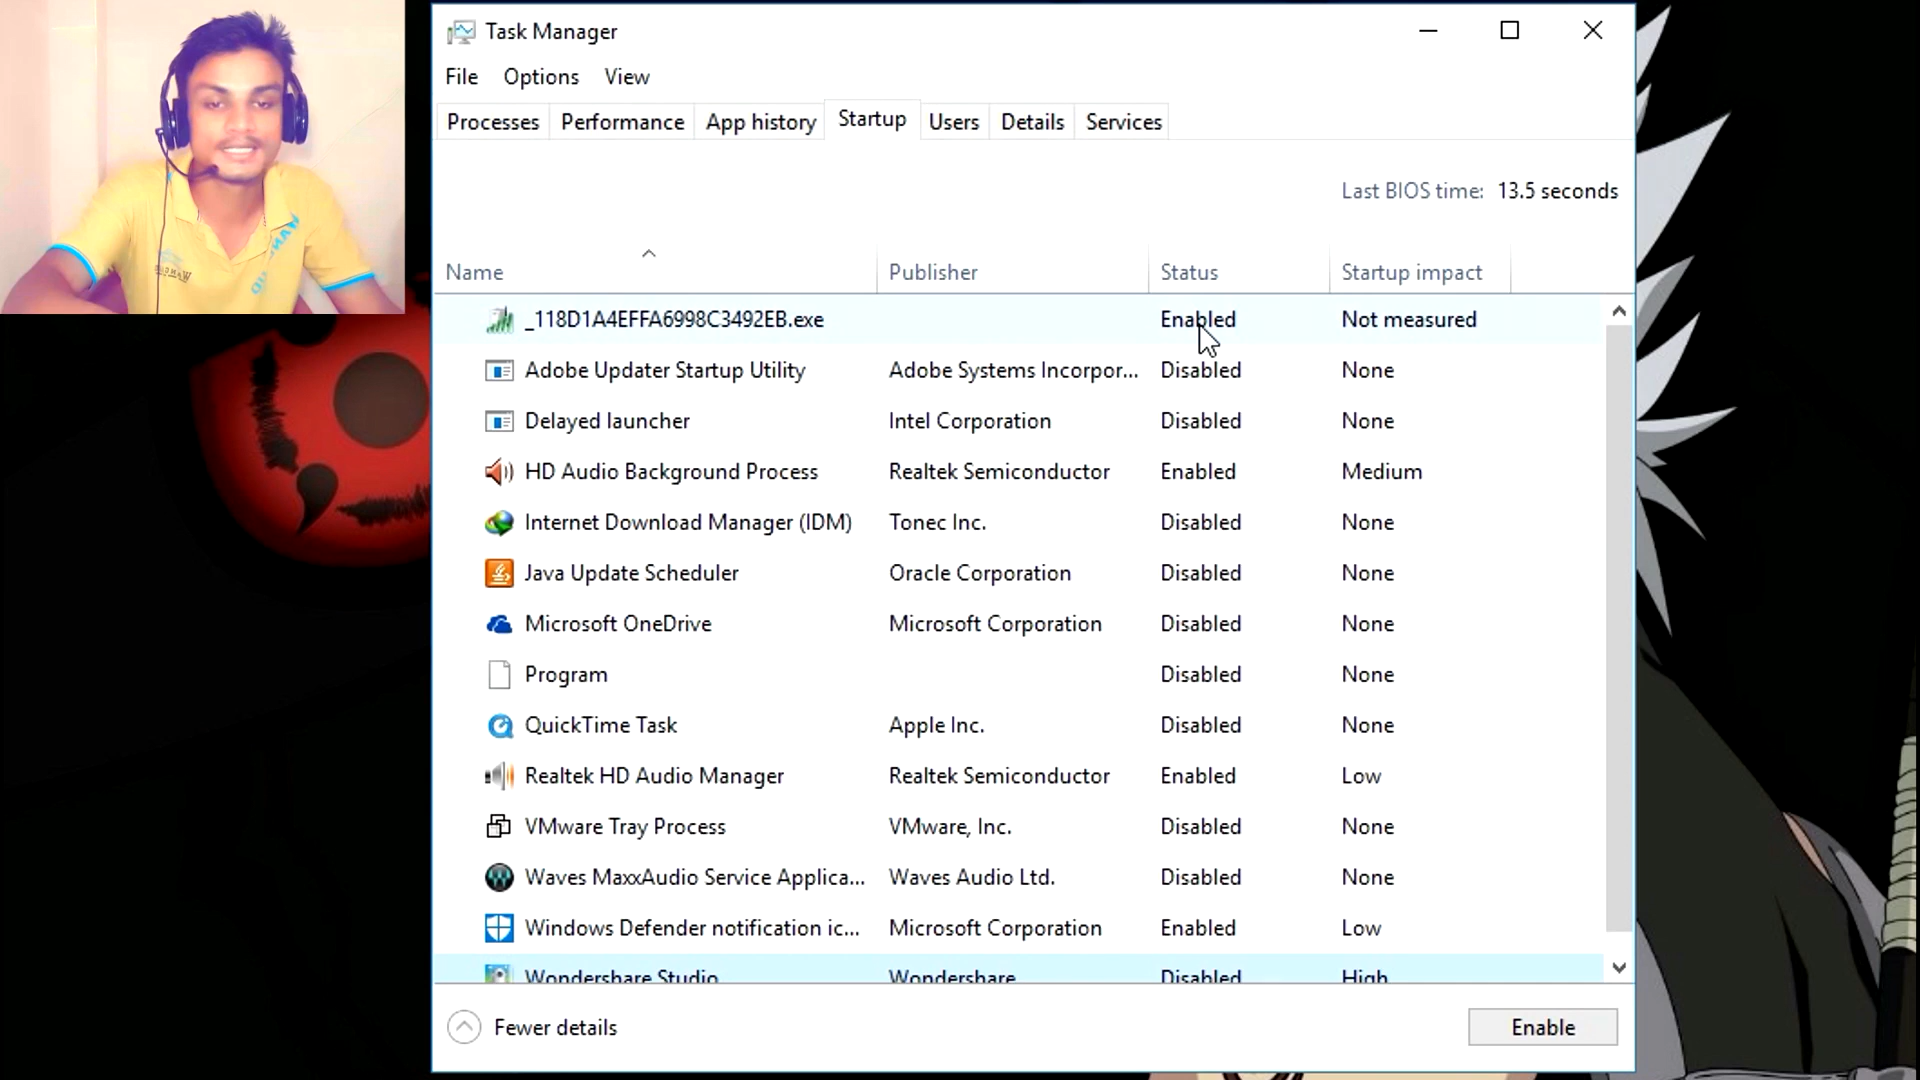 Task Manager
File Options View
Processes Performance App history Startup Users Details Services
Last BIOS time: 13.5 seconds
Name Publisher Status Startup impact
_118D1A4EFFA6998C3492EB.exe Enabled Not measured
Adobe Updater Startup Utility Adobe Systems Incorpor... Disabled None
Delayed launcher Intel Corporation Disabled None
HD Audio Background Process Realtek Semiconductor Enabled Medium
Internet Download Manager (IDM) Tonec Inc. Disabled None
Java Update Scheduler Oracle Corporation Disabled None
Microsoft OneDrive Microsoft Corporation Disabled None
Program Disabled None
QuickTime Task Apple Inc. Disabled None
Realtek HD Audio Manager Realtek Semiconductor Enabled Low
VMware Tray Process VMware, Inc. Disabled None
Waves MaxxAudio Service Applica... Waves Audio Ltd. Disabled None
Windows Defender notification ic... Microsoft Corporation Enabled Low
Wondershare Studio Wondershare Disabled High
Fewer details Enable